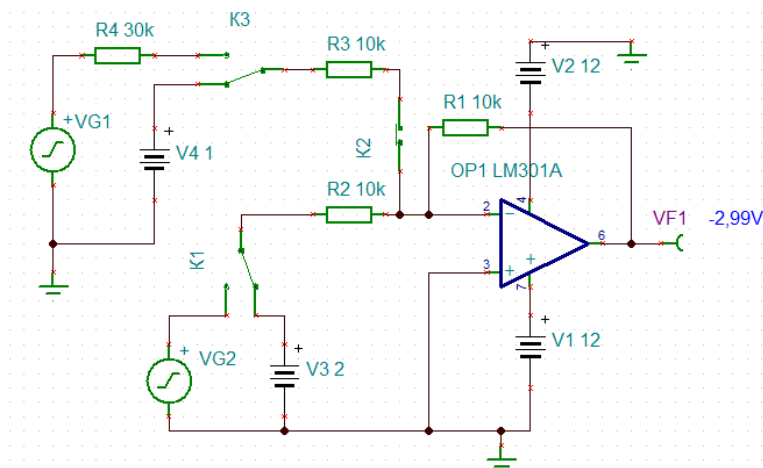 K3
R4 30k
R3 10k
V2 12
+VG1
V4 1
+
K2
R1 10k
OP1 LM301A
R2 10k
2
4
6
VF1 -2,99V
K1
3
7
+
VG2
+
V3 2
+
V1 12
+